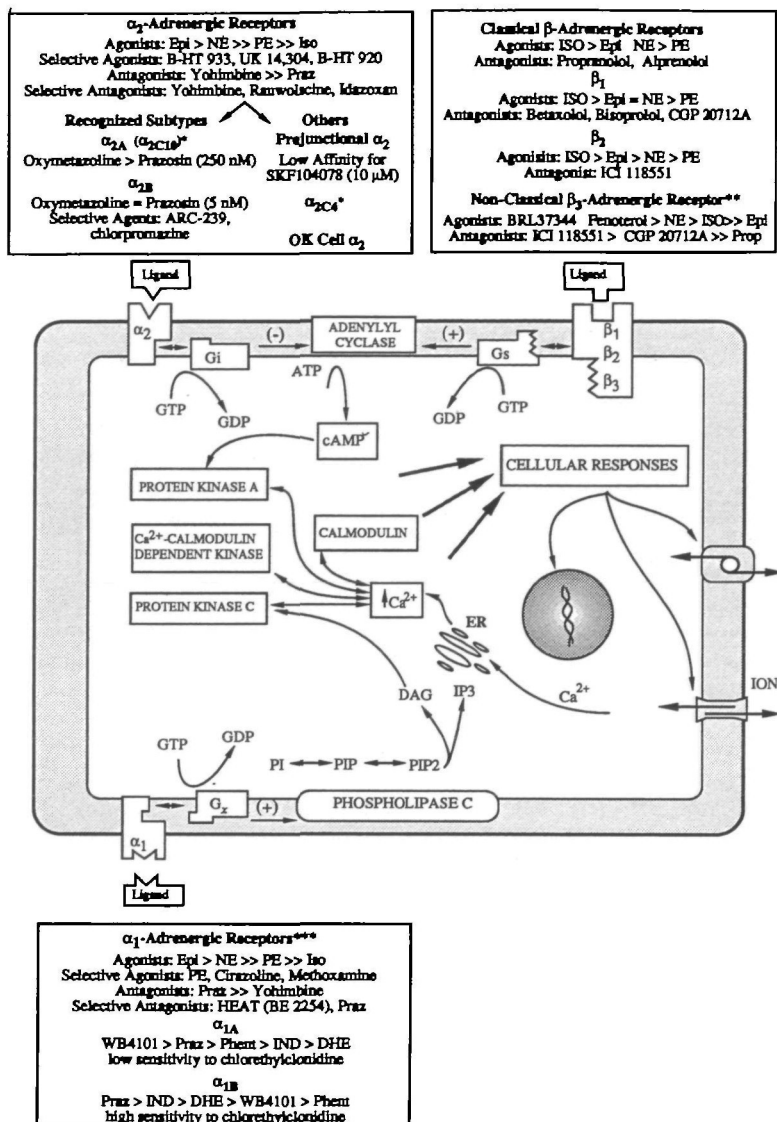 α2-Adrenergic Receptors
Agonists: Epi > NE >> PE >> Iso
Selective Agonists: B-HT 933, UK 14,304, B-HT 920
Antagonists: Yohimbine >> Praz
Selective Antagonists: Yohimbine, Rauwolscine, Idazoxan
Recognized Subtypes
α2A (α2C10)*
Oxymetazoline > Prazosin (250 nM)
α2B
Oxymetazoline = Prazosin (5 nM)
Selective Agents: ARC-239,
chlorpromazine
Others
Prejunctional α2
Low Affinity for
SKF104078 (10 µM)
α2C4*
OK Cell α2
Classical β-Adrenergic Receptors
Agonists: ISO > Epi NE > PE
Antagonists: Propranolol, Alprenolol
β1
Agonists: ISO > Epi = NE > PE
Antagonists: Betaxolol, Bisoprolol, CGP 20712A
β2
Agonisits: ISO > Epi > NE > PE
Antagonist: ICI 118551
Non-Classical β3-Adrenergic Receptor**
Agonists: BRL37344 Fenoterol > NE > ISO>> Epi
Antagonists: ICI 118551 > CGP 20712A >> Prop
Ligand
Ligand
α2
Gi
(-)
ADENYLYL
CYCLASE
(+)
Gs
β1
β2
β3
GTP
GDP
ATP
GDP
GTP
cAMP
PROTEIN KINASE A
CELLULAR RESPONSES
Ca2+-CALMODULIN
DEPENDENT KINASE
CALMODULIN
PROTEIN KINASE C
Ca2+
ER
DAG
IP3
Ca2+
ION
GTP
GDP
PI
PIP
PIP2
α1
Gx
(+)
PHOSPHOLIPASE C
Ligand
α1-Adrenergic Receptors***
Agonists: Epi > NE >> PE >> Iso
Selective Agonists: PE, Cirazoline, Methoxamine
Antagonists: Praz >> Yohimbine
Selective Antagonists: HEAT (BE 2254), Praz
α1A
WB4101 > Praz > Phent > IND > DHE
low sensitivity to chlorethylclonidine
α1B
Praz > IND > DHE > WB4101 > Phent
high sensitivity to chlorethylclonidine